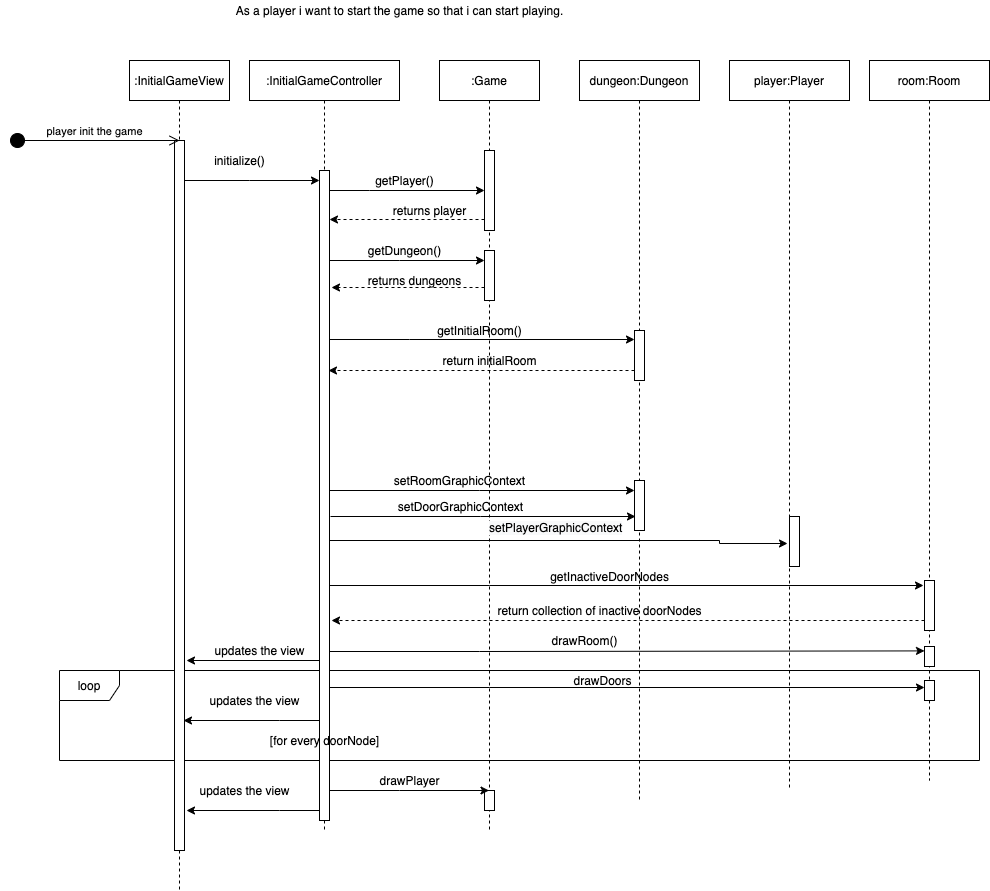 As a player i want to start the game so that i can start playing.
:InitialGameView
:InitialGameController
:Game
dungeon:Dungeon
player:Player
room:Room
player init the game
initialize()
getPlayer()
returns player
getDungeon()
returns dungeons
getInitialRoom()
return initialRoom
setRoomGraphicContext
setDoorGraphicContext
setPlayerGraphicContext
getInactiveDoorNodes
return collection of inactive doorNodes
drawRoom()
updates the view
loop
drawDoors
updates the view
[for every doorNode]
drawPlayer
updates the view